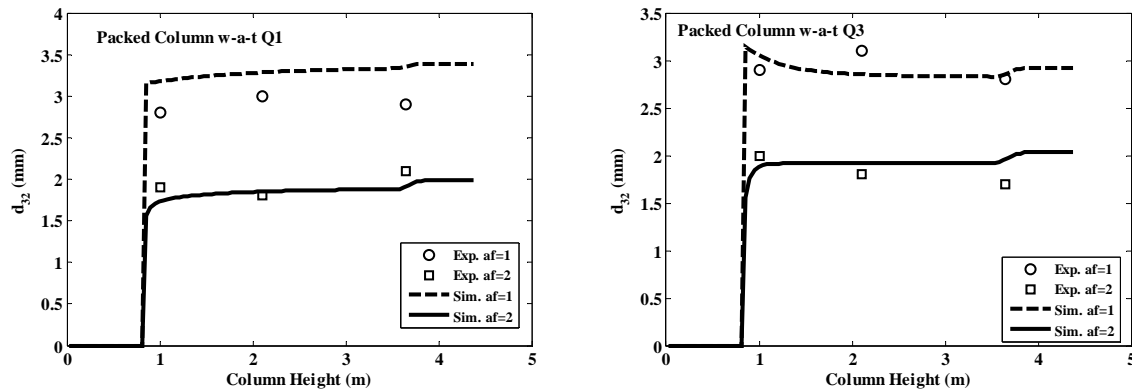 Packed Column w-a-t Q1
4
3.5
3
2.5
2
1.5
1
0.5
0
d32 (mm)
Exp. af=1
Exp. af=2
Sim. af=1
Sim. af=2
0 1 2 3 4 5
Column Height (m)
Packed Column w-a-t Q3
3.5
3
2.5
2
1.5
1
0.5
0
d32 (mm)
Exp. af=1
Exp. af=2
Sim. af=1
Sim. af=2
0 1 2 3 4 5
Column Height (m)